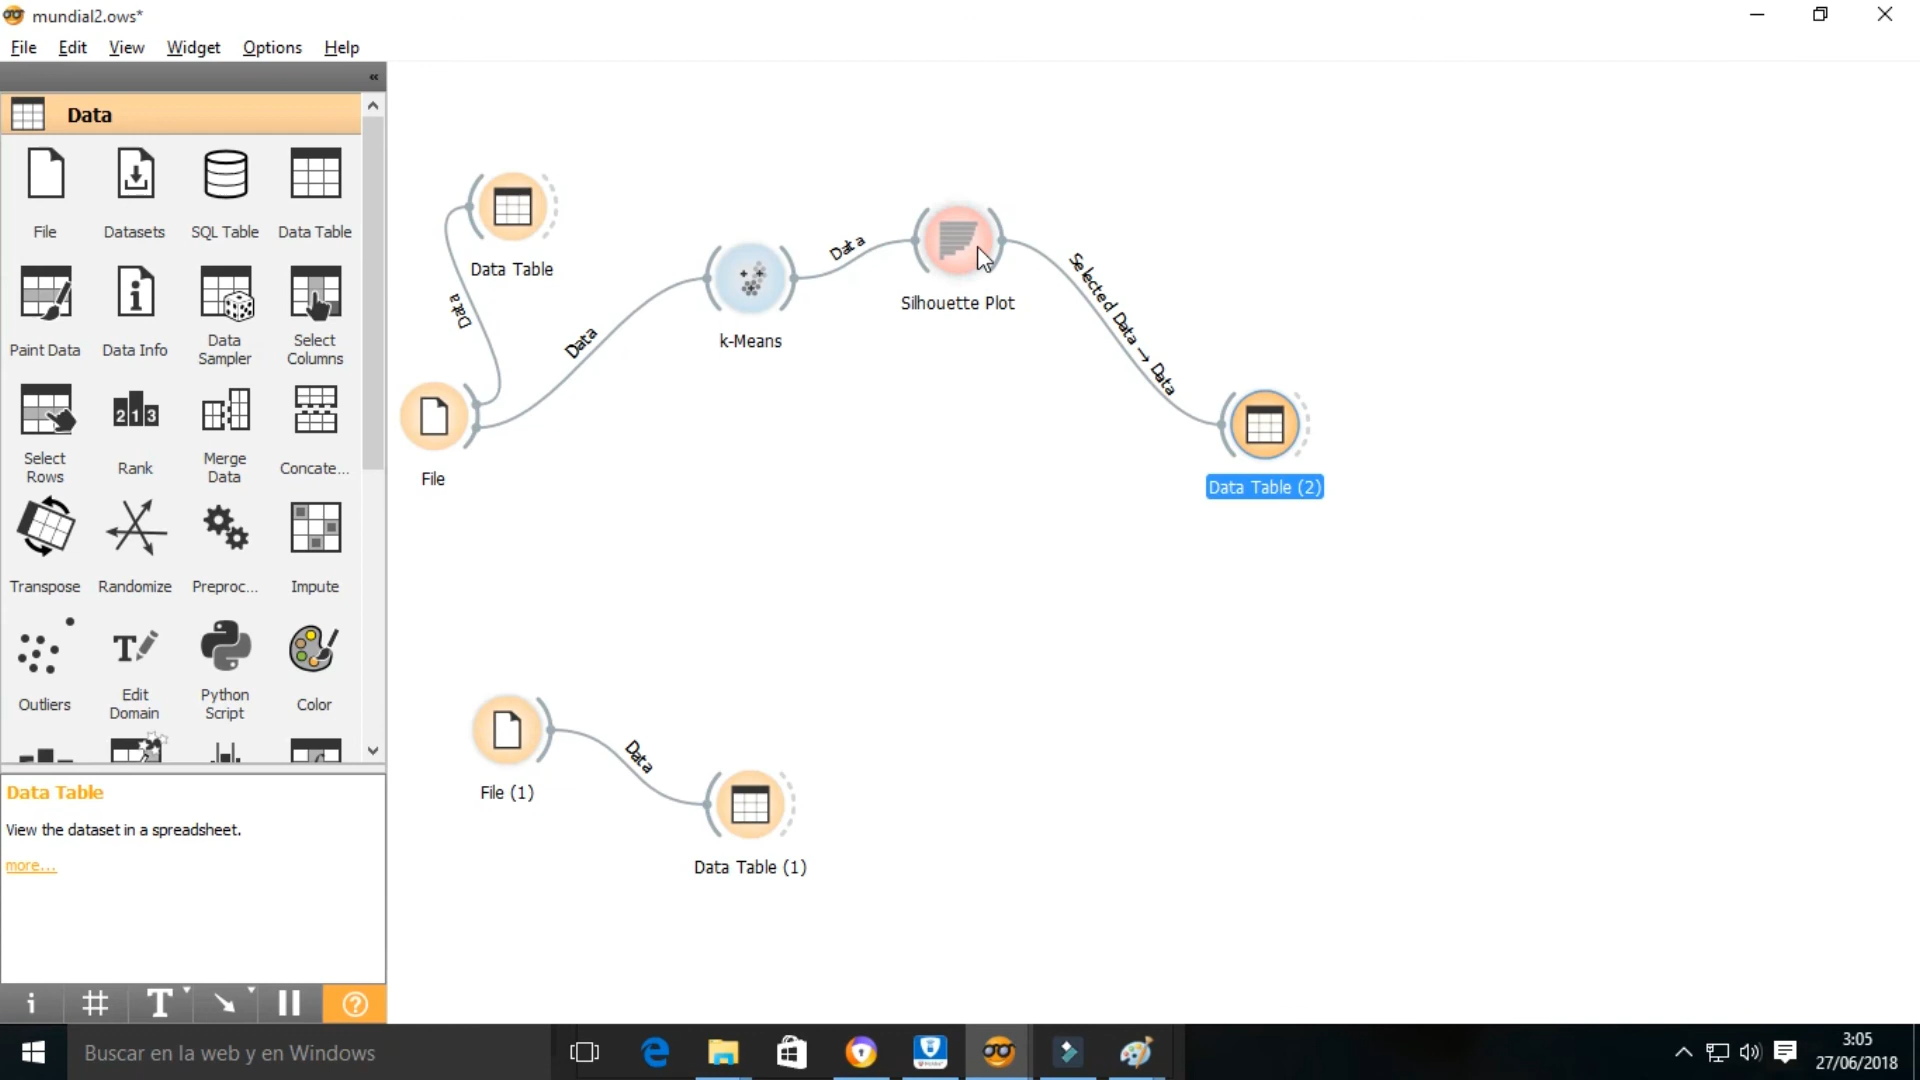 mundial2.ows*
File Edit View Widget Options Help
«
Data
File Datasets SQL Table Data Table
Paint Data Data Info Data Sampler Select Columns
Select Rows Rank Merge Data Concate...
Transpose Randomize Preproc... Impute
Outliers Edit Domain Python Script Color
Data Table
View the dataset in a spreadsheet.
more...
Data Table
Data
Data
k-Means
Data
Silhouette Plot
Selected Data → Data
Data Table (2)
File
File (1)
Data
Data Table (1)
Buscar en la web y en Windows
3:05
27/06/2018